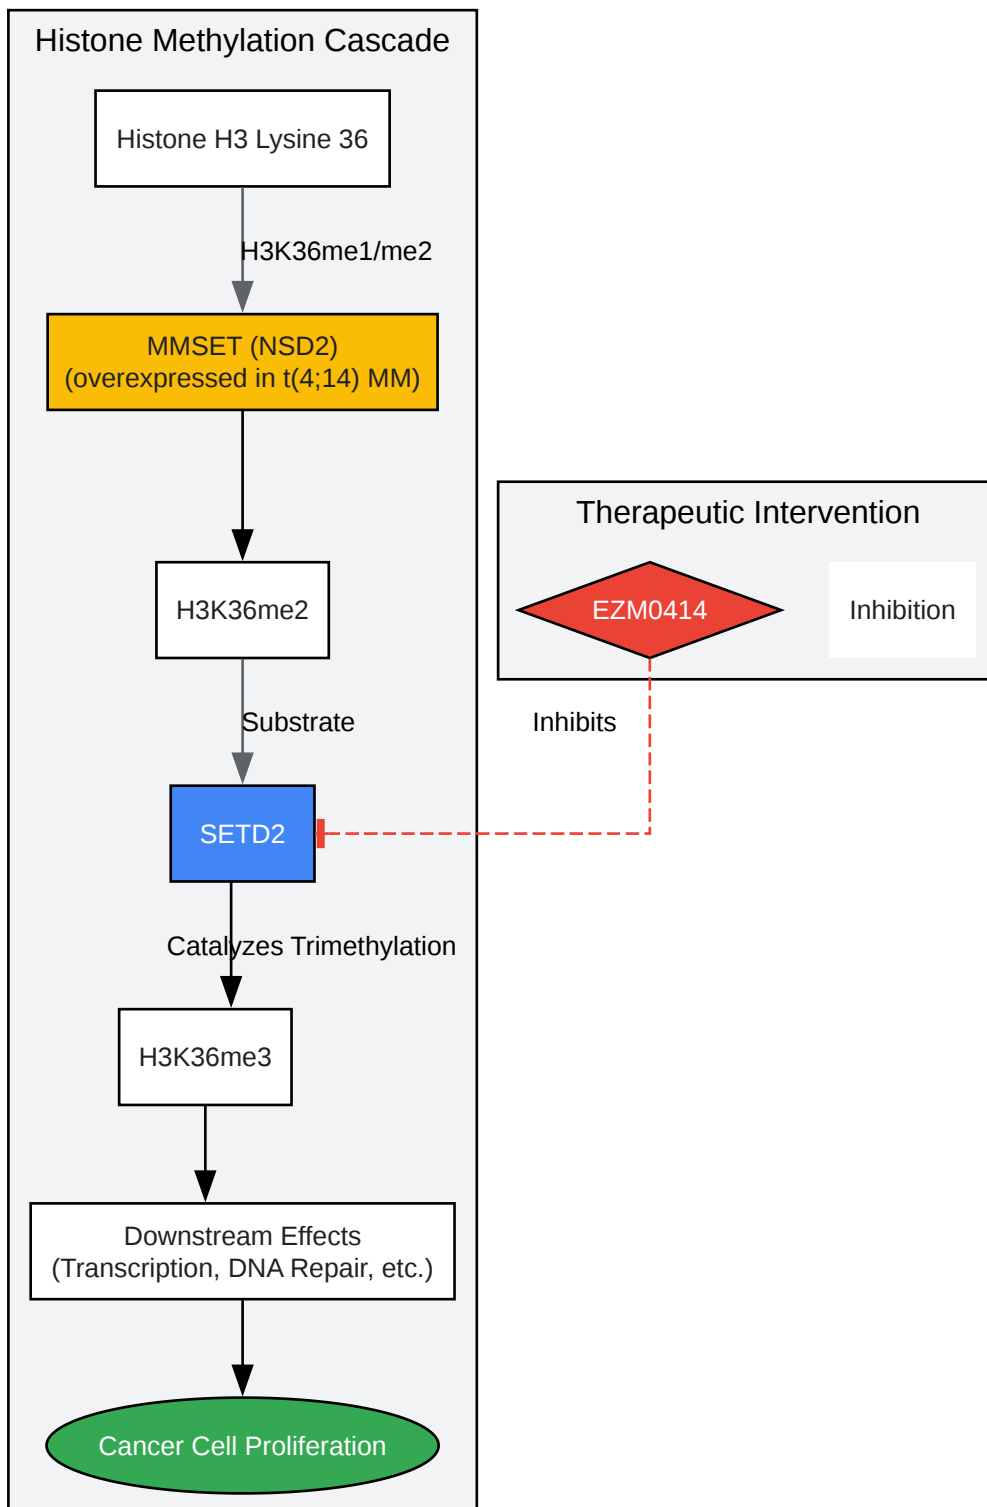 Histone Methylation Cascade
Histone H3 Lysine 36
H3K36me1/me2
MMSET (NSD2)
(overexpressed in t(4;14) MM)
H3K36me2
Substrate
SETD2
Catalyzes Trimethylation
H3K36me3
Downstream Effects
(Transcription, DNA Repair, etc.)
Cancer Cell Proliferation
Therapeutic Intervention
EZM0414
Inhibition
Inhibits